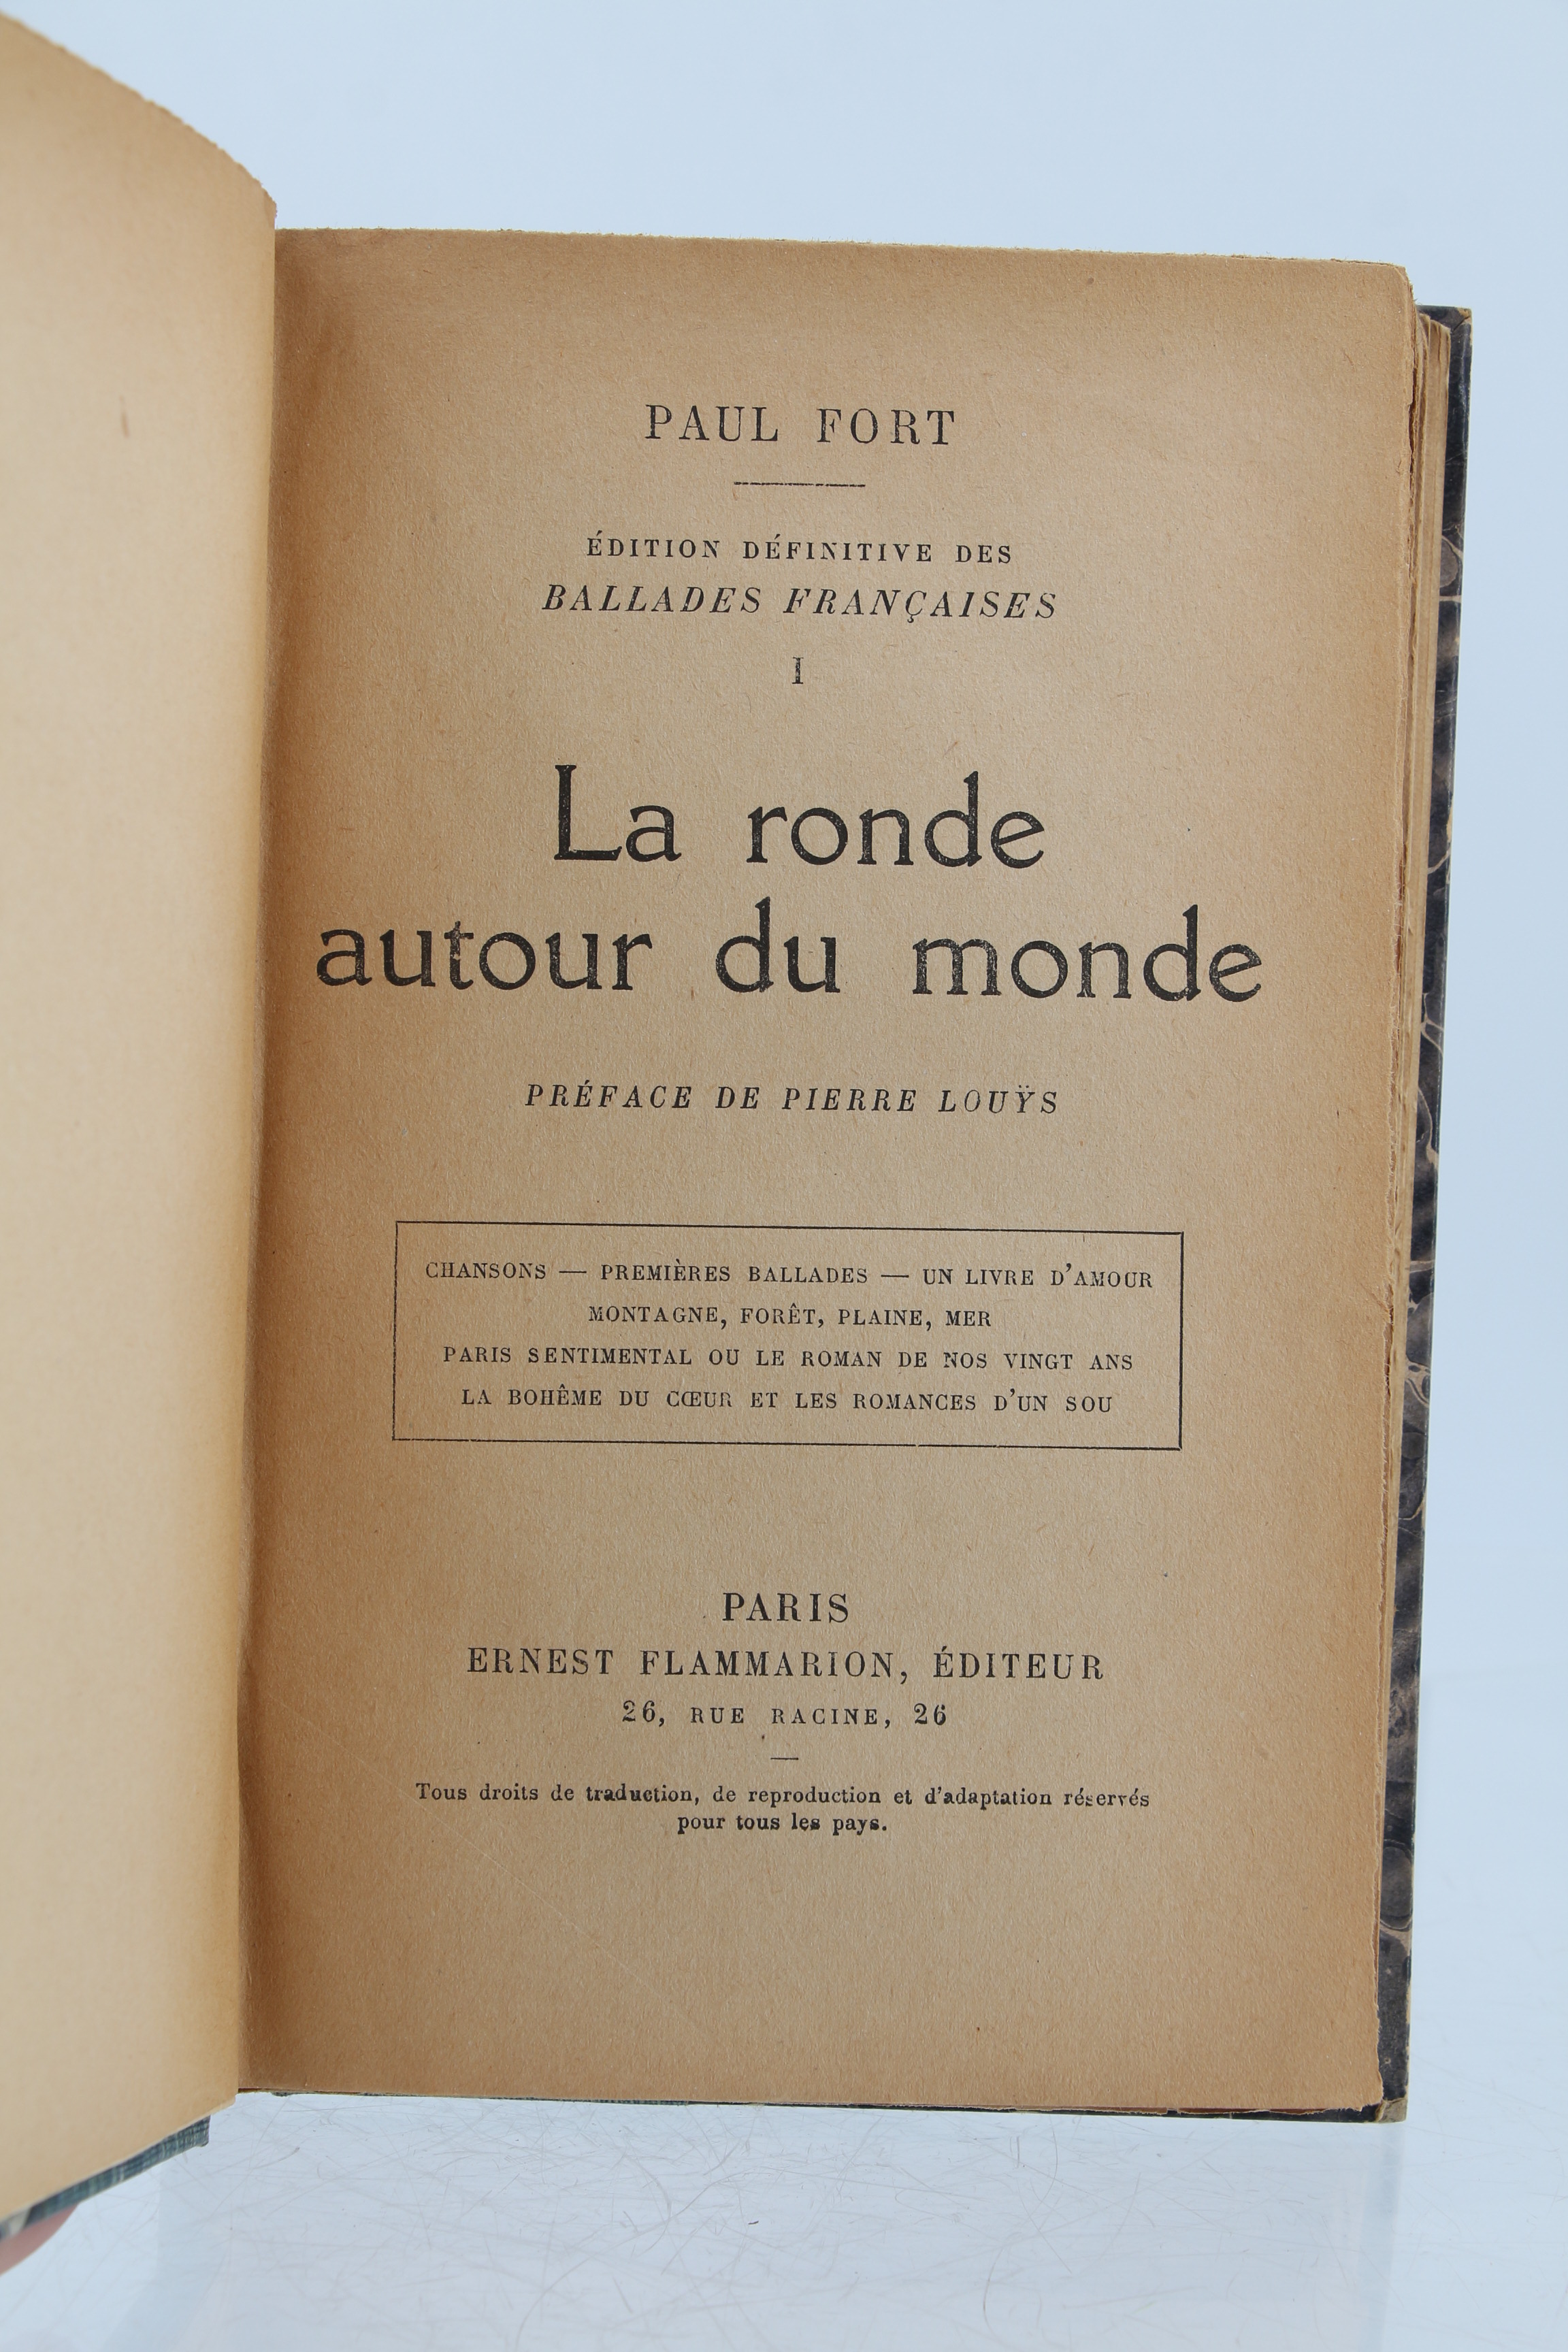 PAUL FORT
ÉDITION DÉFINITIVE DES
BALLADES FRANÇAISES
I
La ronde
autour du monde
PRÉFACE DE PIERRE LOUŸS
CHANSONS — PREMIÈRES BALLADES — UN LIVRE D'AMOUR
MONTAGNE, FORÊT, PLAINE, MER
PARIS SENTIMENTAL OU LE ROMAN DE NOS VINGT ANS
LA BOHÊME DU CŒUR ET LES ROMANCES D'UN SOU
PARIS
ERNEST FLAMMARION, ÉDITEUR
26, RUE RACINE, 26
Tous droits de traduction, de reproduction et d'adaptation réservés
pour tous les pays.